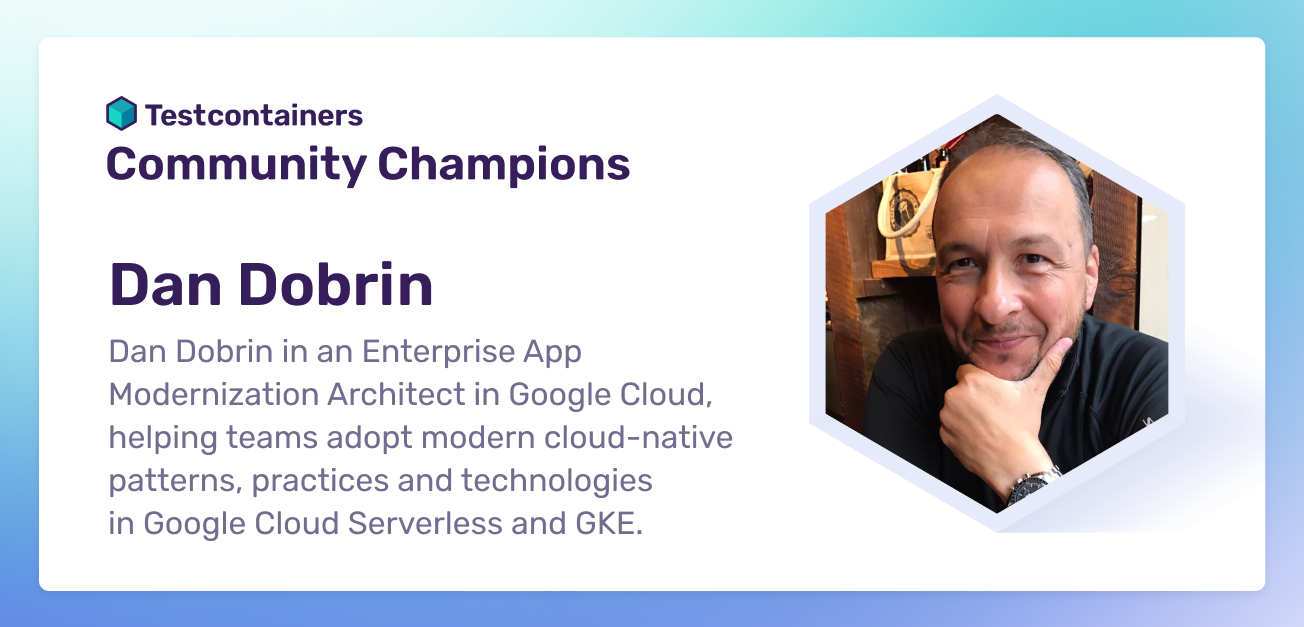 Testcontainers
Community Champions
Dan Dobrin
Dan Dobrin in an Enterprise App
Modernization Architect in Google Cloud,
helping teams adopt modern cloud-native
patterns, practices and technologies
in Google Cloud Serverless and GKE.